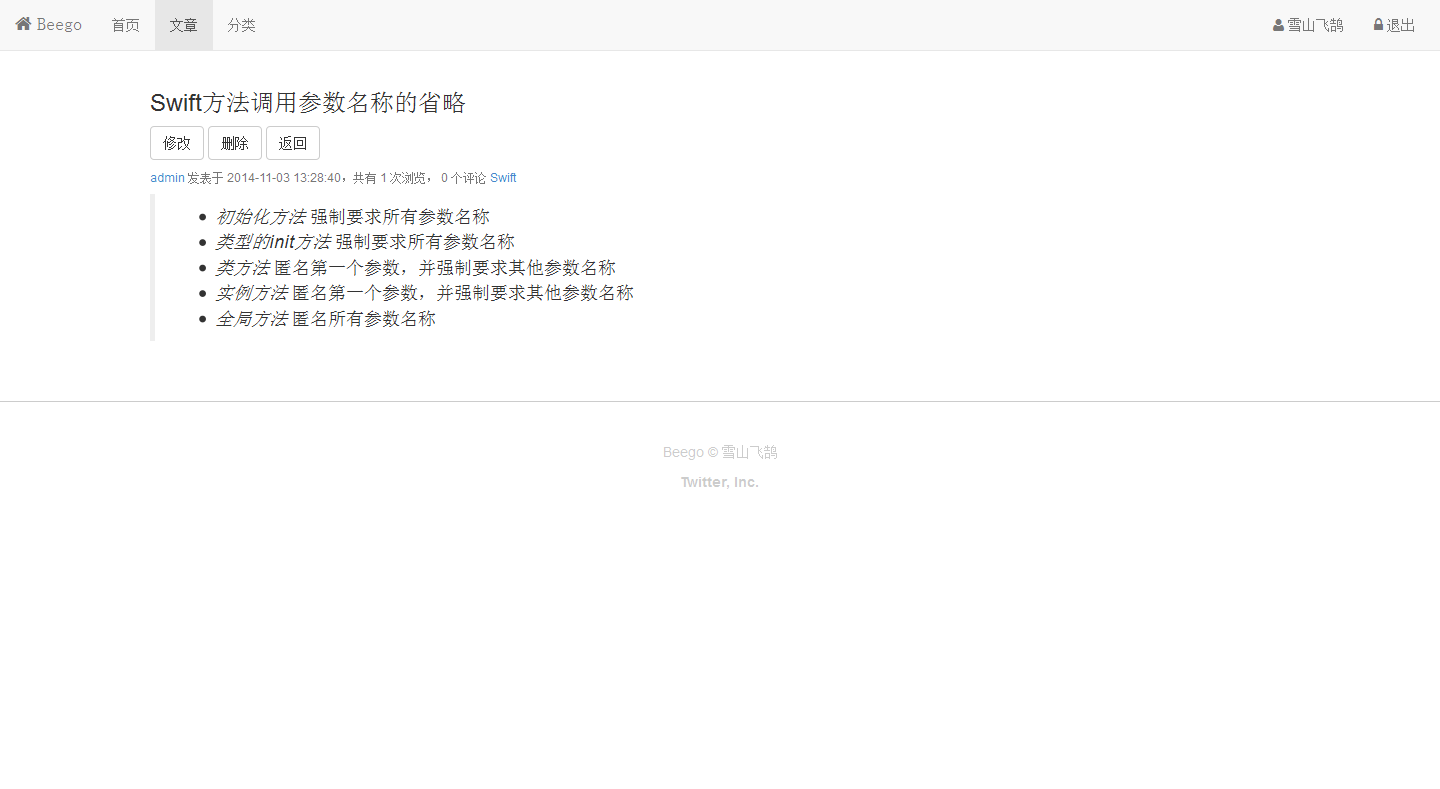 Beego 首页 文章 分类 雪山飞鹄 退出
Swift方法调用参数名称的省略
修改 删除 返回
admin 发表于 2014-11-03 13:28:40，共有 1 次浏览， 0 个评论 Swift
初始化方法 强制要求所有参数名称
类型的init方法 强制要求所有参数名称
类方法 匿名第一个参数，并强制要求其他参数名称
实例方法 匿名第一个参数，并强制要求其他参数名称
全局方法 匿名所有参数名称
Beego © 雪山飞鹄
Twitter, Inc.